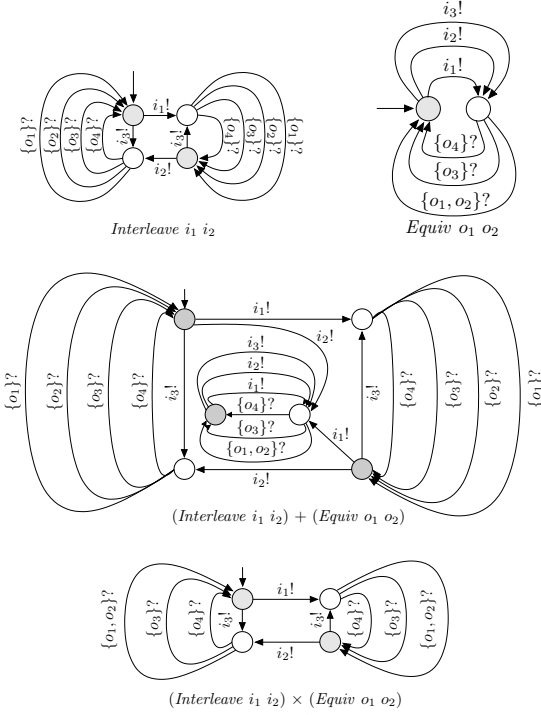 i₃!
i₂!
i₁!
{o₄}?
{o₃}?
{o₁, o₂}?
Equiv o₁ o₂
{o₁}?
{o₂}?
{o₃}?
{o₄}?
i₃!
i₁!
i₂!
i₃!
{o₄}?
{o₃}?
{o₂}?
{o₁}?
Interleave i₁ i₂
{o₁}?
{o₂}?
{o₃}?
{o₄}?
i₃!
i₁!
i₂!
i₃!
i₂!
i₁!
{o₄}?
{o₃}?
{o₁, o₂}?
i₁!
i₂!
i₃!
{o₄}?
{o₃}?
{o₂}?
{o₁}?
(Interleave i₁ i₂) + (Equiv o₁ o₂)
{o₁, o₂}?
{o₃}?
{o₄}?
i₃!
i₁!
i₂!
i₃!
{o₄}?
{o₃}?
{o₁, o₂}?
(Interleave i₁ i₂) × (Equiv o₁ o₂)